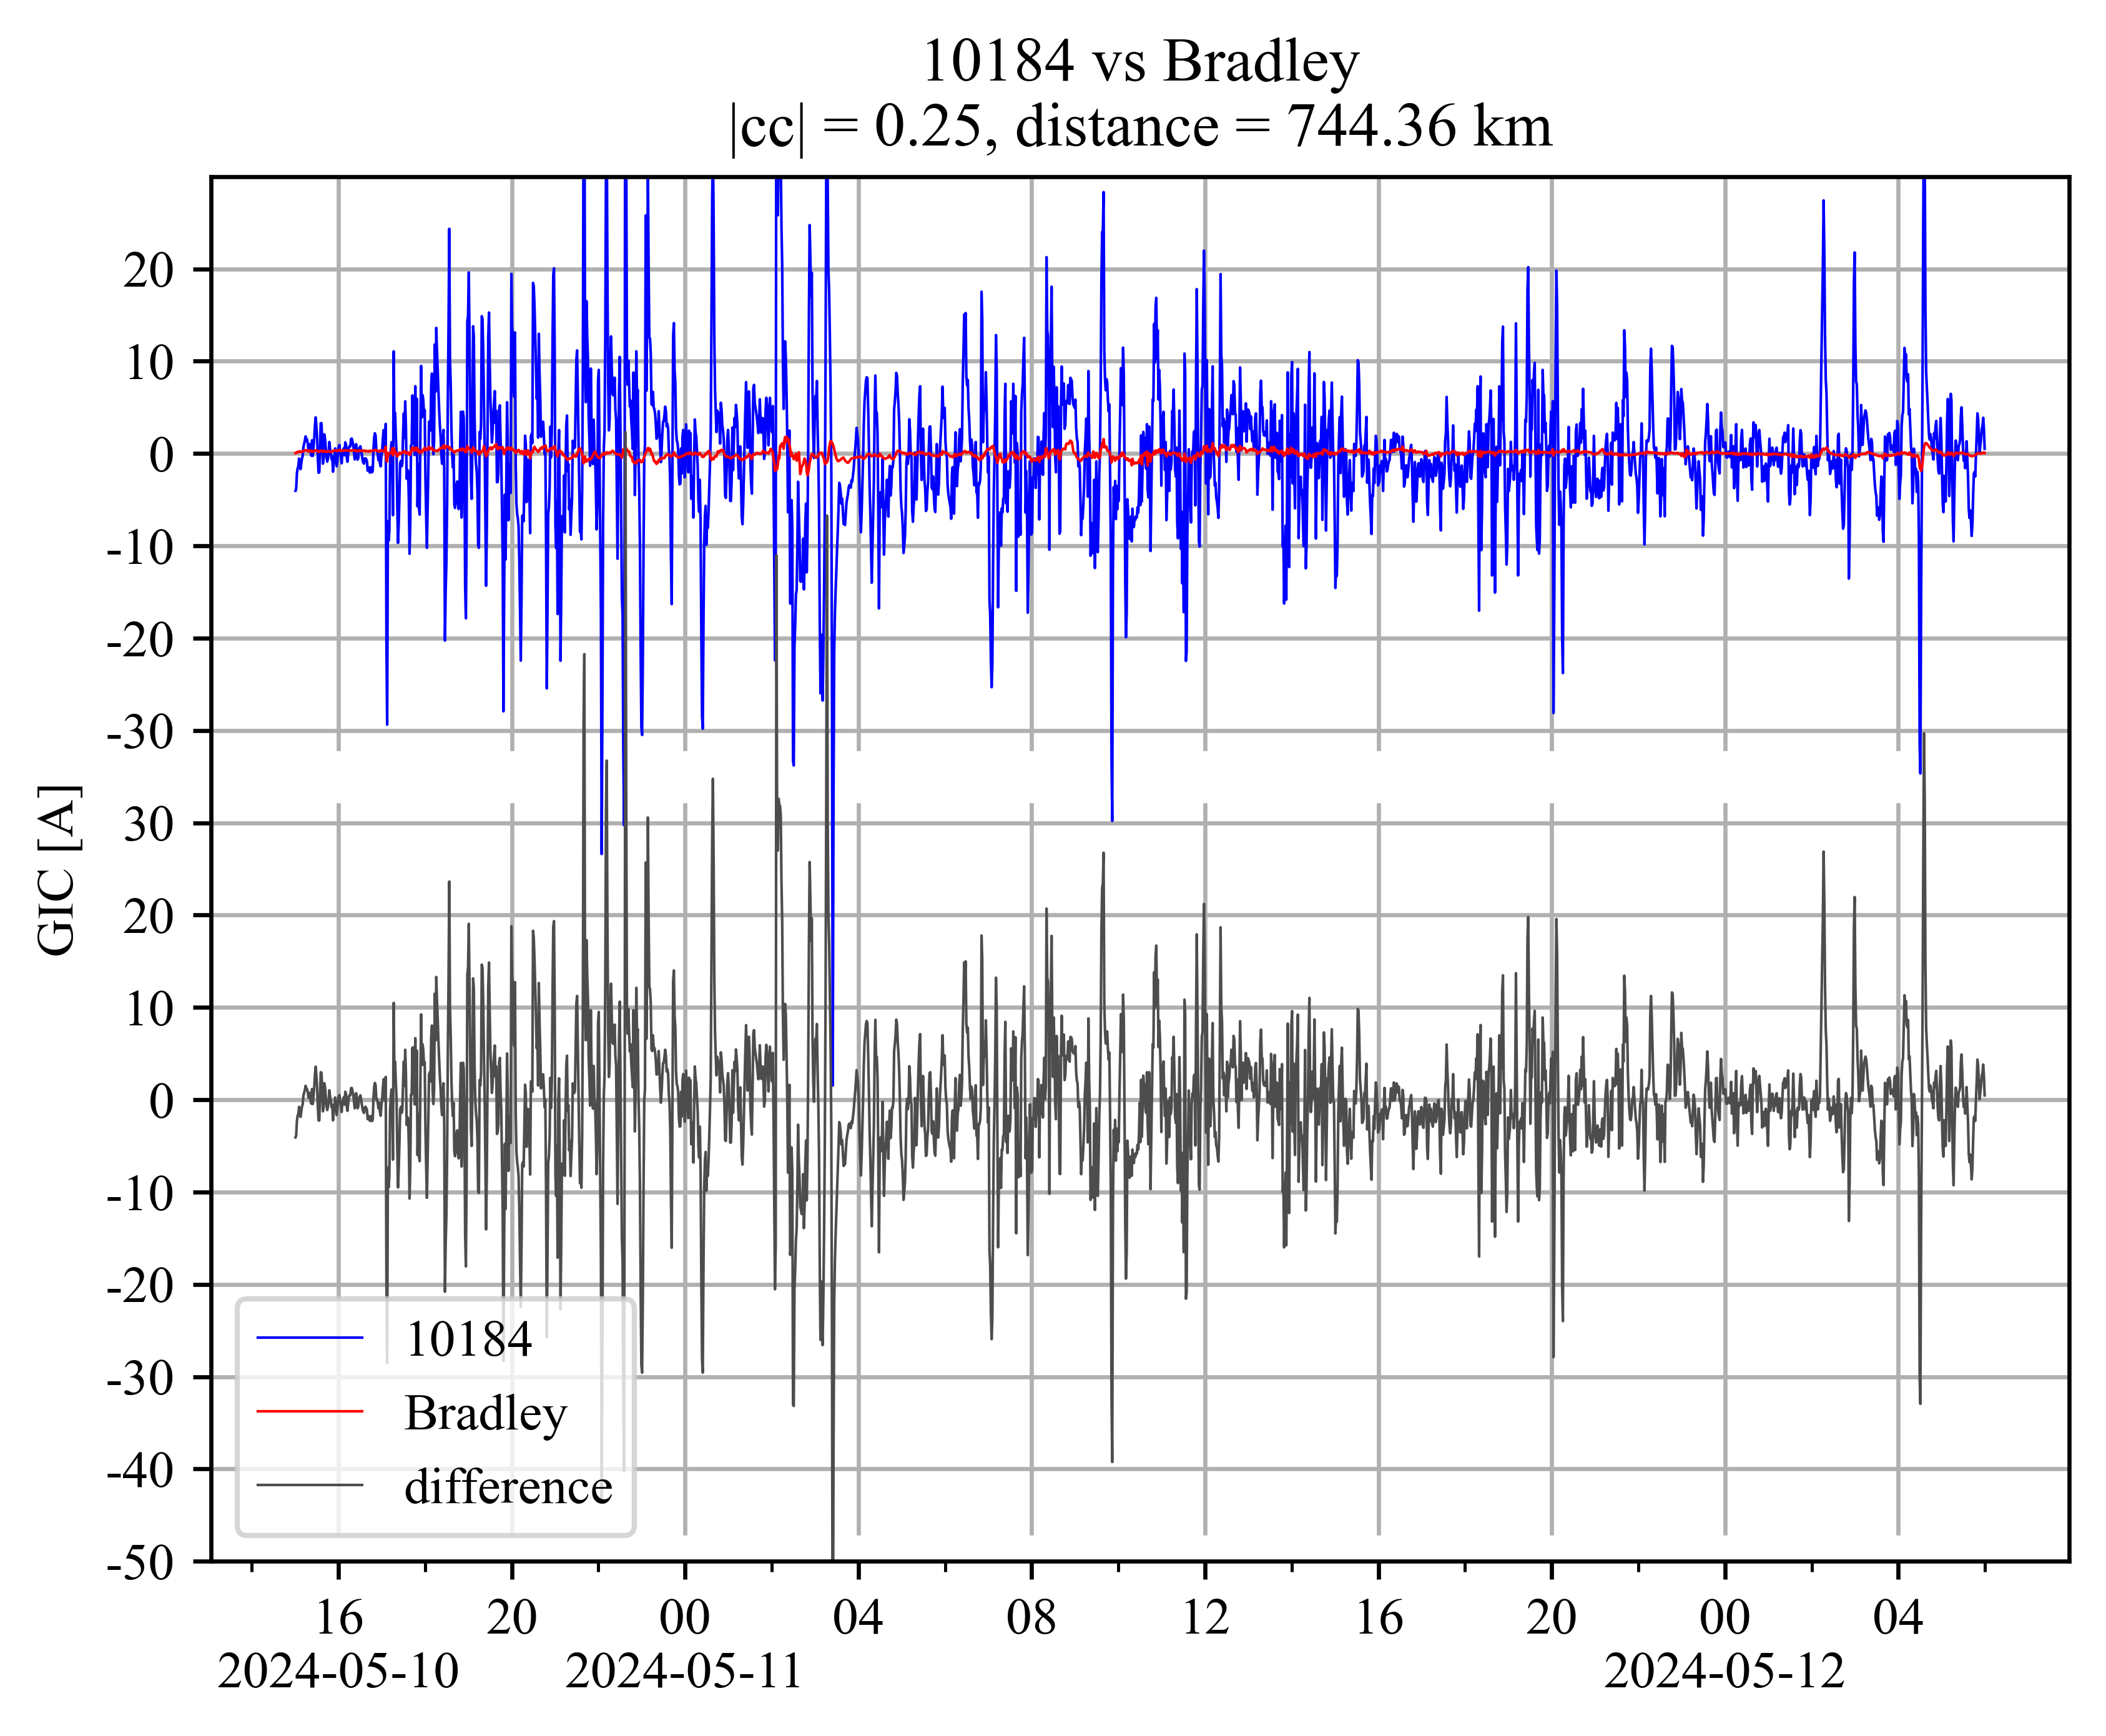 10184 vs Bradley
|cc| = 0.25, distance = 744.36 km
20
10
0
-10
-20
-30
30
20
10
0
-10
-20
-30
-40
-50
GIC [A]
10184
Bradley
difference
16 20 00 04 08 12 16 20 00 04
2024-05-10 2024-05-11 2024-05-12